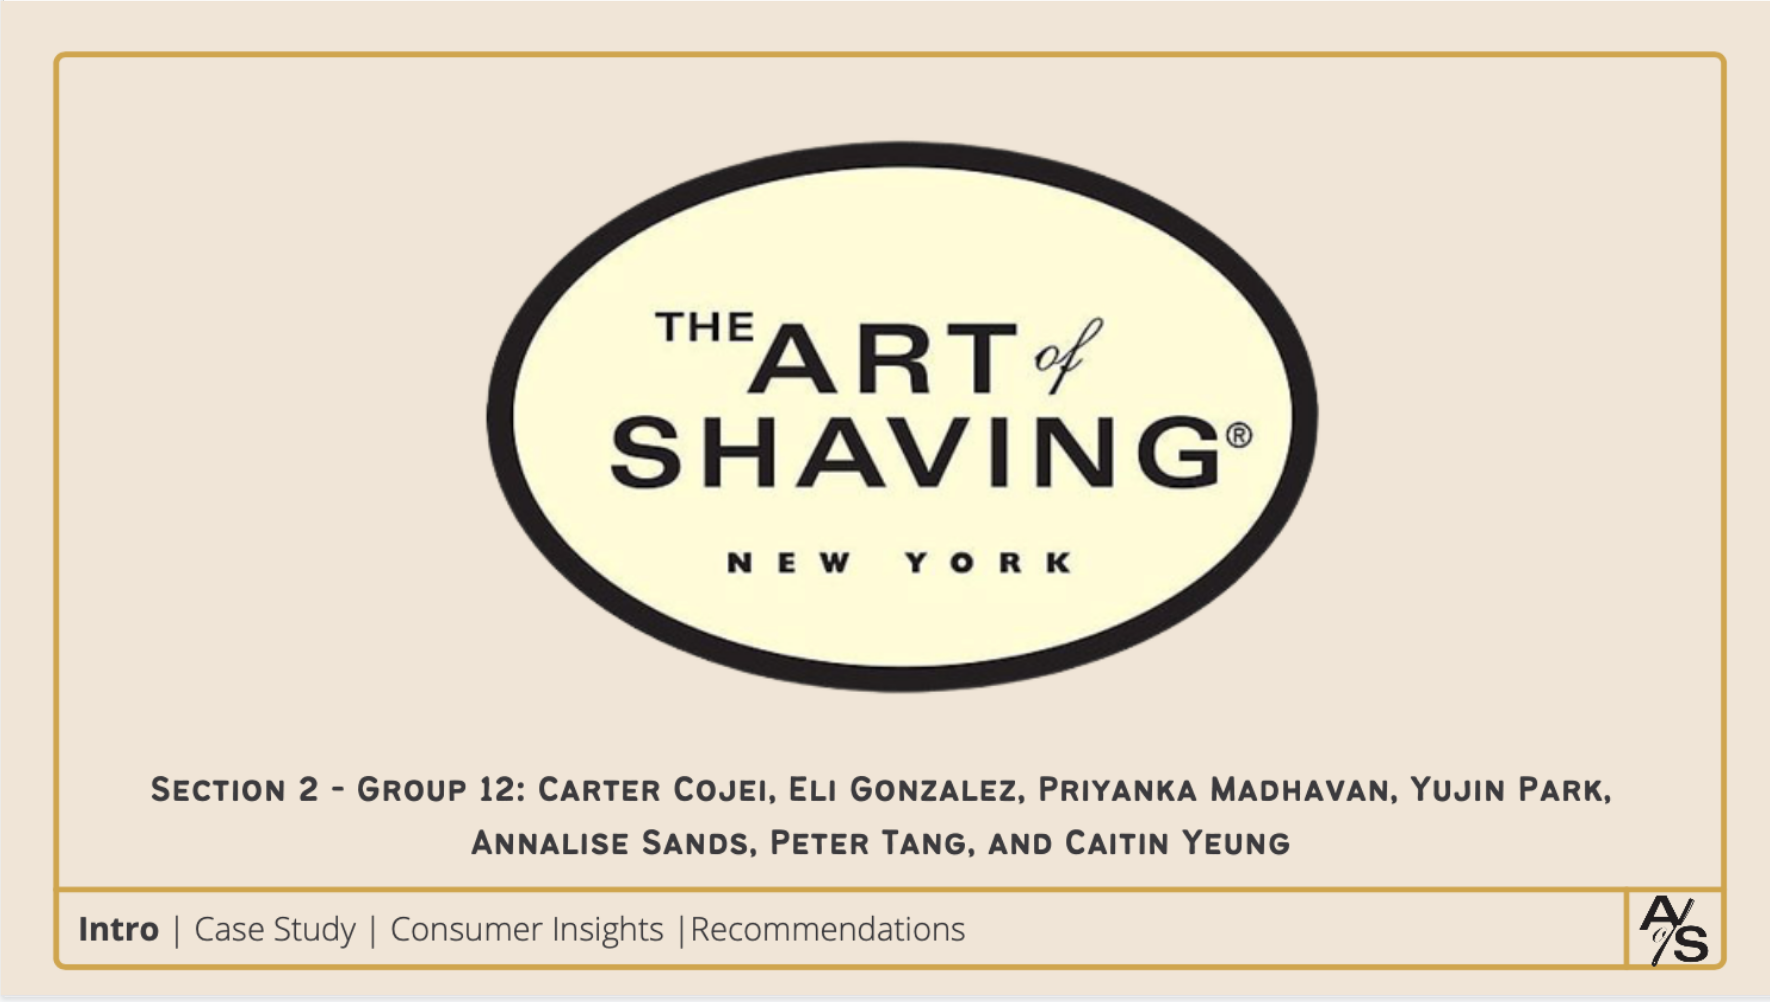 THE ART of
SHAVING®
NEW YORK
Section 2 - Group 12: Carter Cojei, Eli Gonzalez, Priyanka Madhavan, Yujin Park,
Annalise Sands, Peter Tang, and Caitin Yeung
Intro | Case Study | Consumer Insights |Recommendations
A of S